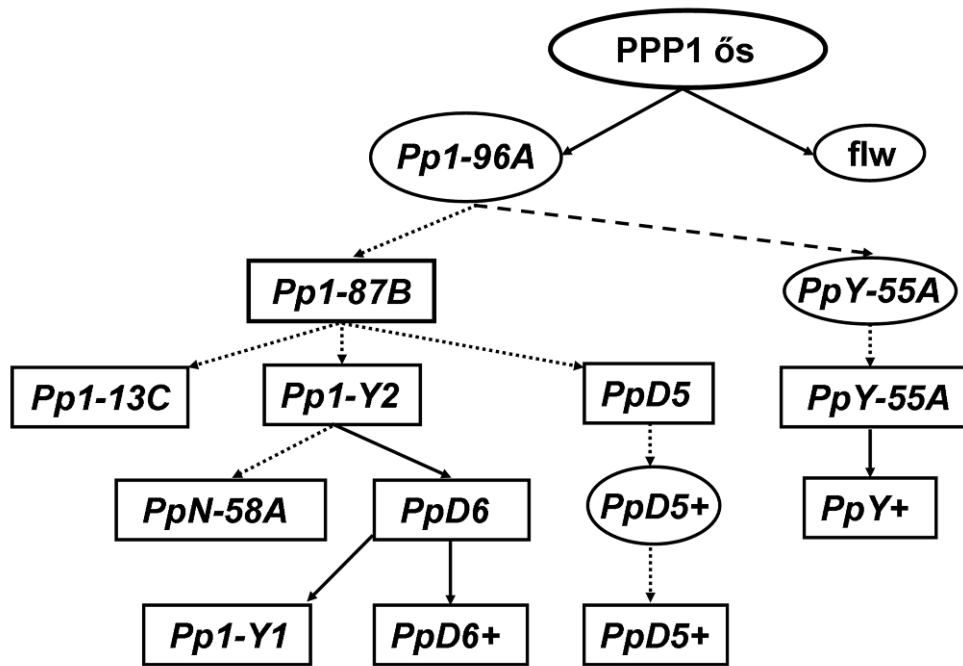 PPP1 ős
Pp1-96A
flw
Pp1-87B
PpY-55A
Pp1-13C
Pp1-Y2
PpD5
PpY-55A
PpN-58A
PpD6
PpD5+
PpY+
Pp1-Y1
PpD6+
PpD5+